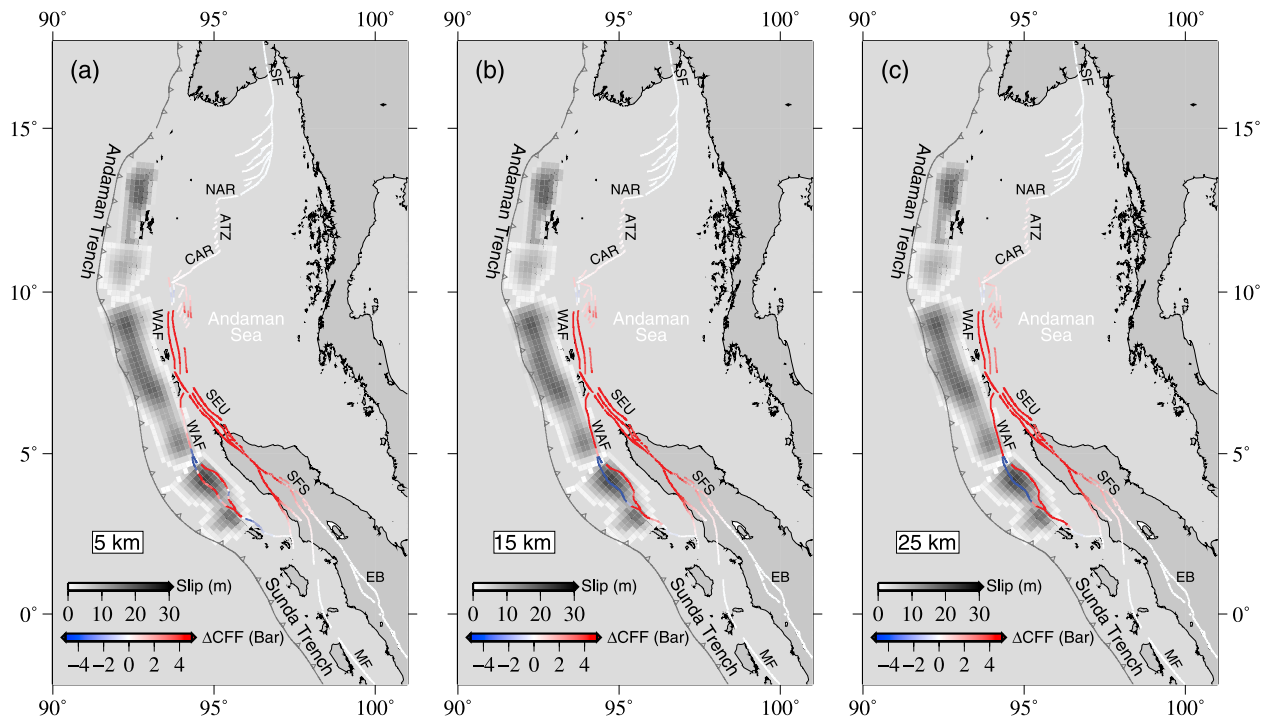 90° 95° 100° 90° 95° 100° 90° 95° 100°
(a)
SF
15°
Andaman Trench
NAR
ATZ
CAR
10°
WAF
Andaman
Sea
SEU
WAF
5°
SFS
5 km
Slip (m)
0 10 20 30
EB
0°
ΔCFF (Bar)
−4 −2 0 2 4
Sunda Trench
MF
90° 95° 100°
(b)
SF
Andaman Trench
NAR
ATZ
CAR
WAF
Andaman
Sea
SEU
WAF
SFS
15 km
Slip (m)
0 10 20 30
EB
ΔCFF (Bar)
−4 −2 0 2 4
Sunda Trench
MF
90° 95° 100°
(c)
SF
15°
Andaman Trench
NAR
ATZ
CAR
10°
WAF
Andaman
Sea
SEU
WAF
5°
SFS
25 km
Slip (m)
0 10 20 30
EB
0°
ΔCFF (Bar)
−4 −2 0 2 4
Sunda Trench
MF
90° 95° 100°